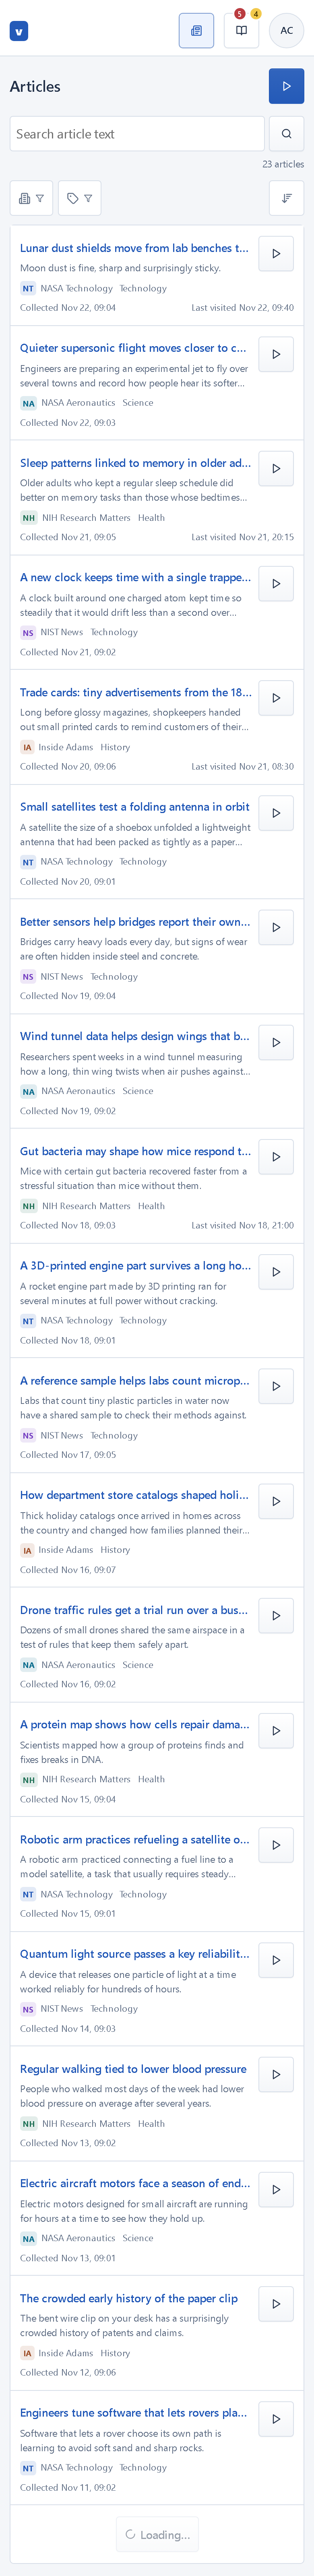 v
5
4
AC
Articles
Search article text
23 articles
Lunar dust shields move from lab benches t...
Moon dust is fine, sharp and surprisingly sticky.
NT NASA Technology Technology
Collected Nov 22, 09:04 Last visited Nov 22, 09:40
Quieter supersonic flight moves closer to c...
Engineers are preparing an experimental jet to fly over
several towns and record how people hear its softer...
NA NASA Aeronautics Science
Collected Nov 22, 09:03
Sleep patterns linked to memory in older ad...
Older adults who kept a regular sleep schedule did
better on memory tasks than those whose bedtimes...
NH NIH Research Matters Health
Collected Nov 21, 09:05 Last visited Nov 21, 20:15
A new clock keeps time with a single trappe...
A clock built around one charged atom kept time so
steadily that it would drift less than a second over...
NS NIST News Technology
Collected Nov 21, 09:02
Trade cards: tiny advertisements from the 18...
Long before glossy magazines, shopkeepers handed
out small printed cards to remind customers of their...
IA Inside Adams History
Collected Nov 20, 09:06 Last visited Nov 21, 08:30
Small satellites test a folding antenna in orbit
A satellite the size of a shoebox unfolded a lightweight
antenna that had been packed as tightly as a paper...
NT NASA Technology Technology
Collected Nov 20, 09:01
Better sensors help bridges report their own...
Bridges carry heavy loads every day, but signs of wear
are often hidden inside steel and concrete.
NS NIST News Technology
Collected Nov 19, 09:04
Wind tunnel data helps design wings that b...
Researchers spent weeks in a wind tunnel measuring
how a long, thin wing twists when air pushes against...
NA NASA Aeronautics Science
Collected Nov 19, 09:02
Gut bacteria may shape how mice respond t...
Mice with certain gut bacteria recovered faster from a
stressful situation than mice without them.
NH NIH Research Matters Health
Collected Nov 18, 09:03 Last visited Nov 18, 21:00
A 3D-printed engine part survives a long ho...
A rocket engine part made by 3D printing ran for
several minutes at full power without cracking.
NT NASA Technology Technology
Collected Nov 18, 09:01
A reference sample helps labs count microp...
Labs that count tiny plastic particles in water now
have a shared sample to check their methods against.
NS NIST News Technology
Collected Nov 17, 09:05
How department store catalogs shaped holi...
Thick holiday catalogs once arrived in homes across
the country and changed how families planned their...
IA Inside Adams History
Collected Nov 16, 09:07
Drone traffic rules get a trial run over a bus...
Dozens of small drones shared the same airspace in a
test of rules that keep them safely apart.
NA NASA Aeronautics Science
Collected Nov 16, 09:02
A protein map shows how cells repair dama...
Scientists mapped how a group of proteins finds and
fixes breaks in DNA.
NH NIH Research Matters Health
Collected Nov 15, 09:04
Robotic arm practices refueling a satellite o...
A robotic arm practiced connecting a fuel line to a
model satellite, a task that usually requires steady...
NT NASA Technology Technology
Collected Nov 15, 09:01
Quantum light source passes a key reliabilit...
A device that releases one particle of light at a time
worked reliably for hundreds of hours.
NS NIST News Technology
Collected Nov 14, 09:03
Regular walking tied to lower blood pressure
People who walked most days of the week had lower
blood pressure on average after several years.
NH NIH Research Matters Health
Collected Nov 13, 09:02
Electric aircraft motors face a season of end...
Electric motors designed for small aircraft are running
for hours at a time to see how they hold up.
NA NASA Aeronautics Science
Collected Nov 13, 09:01
The crowded early history of the paper clip
The bent wire clip on your desk has a surprisingly
crowded history of patents and claims.
IA Inside Adams History
Collected Nov 12, 09:06
Engineers tune software that lets rovers pla...
Software that lets a rover choose its own path is
learning to avoid soft sand and sharp rocks.
NT NASA Technology Technology
Collected Nov 11, 09:02
Loading...